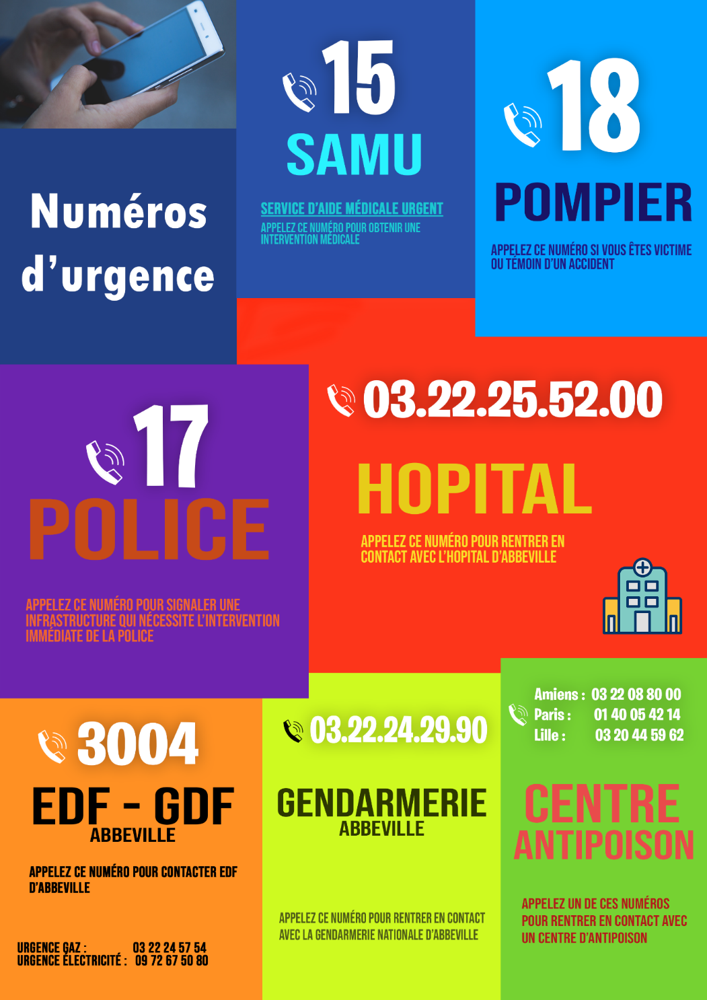 Numéros
d'urgence
15
SAMU
SERVICE D'AIDE MÉDICALE URGENT
APPELEZ CE NUMÉRO POUR OBTENIR UNE
INTERVENTION MÉDICALE
18
POMPIER
APPELEZ CE NUMÉRO SI VOUS ÊTES VICTIME
OU TÉMOIN D'UN ACCIDENT
17
POLICE
APPELEZ CE NUMÉRO POUR SIGNALER UNE
INFRASTRUCTURE QUI NÉCESSITE L'INTERVENTION
IMMÉDIATE DE LA POLICE
03.22.25.52.00
HOPITAL
APPELEZ CE NUMÉRO POUR RENTRER EN
CONTACT AVEC L'HOPITAL D'ABBEVILLE
3004
EDF - GDF
ABBEVILLE
APPELEZ CE NUMÉRO POUR CONTACTER EDF
D'ABBEVILLE
URGENCE GAZ : 03 22 24 57 54
URGENCE ÉLECTRICITÉ : 09 72 67 50 80
03.22.24.29.90
GENDARMERIE
ABBEVILLE
APPELEZ CE NUMÉRO POUR RENTRER EN CONTACT
AVEC LA GENDARMERIE NATIONALE D'ABBEVILLE
Amiens : 03 22 08 80 00
Paris : 01 40 05 42 14
Lille : 03 20 44 59 62
CENTRE
ANTIPOISON
APPELEZ UN DE CES NUMÉROS
POUR RENTRER EN CONTACT AVEC
UN CENTRE D'ANTIPOISON